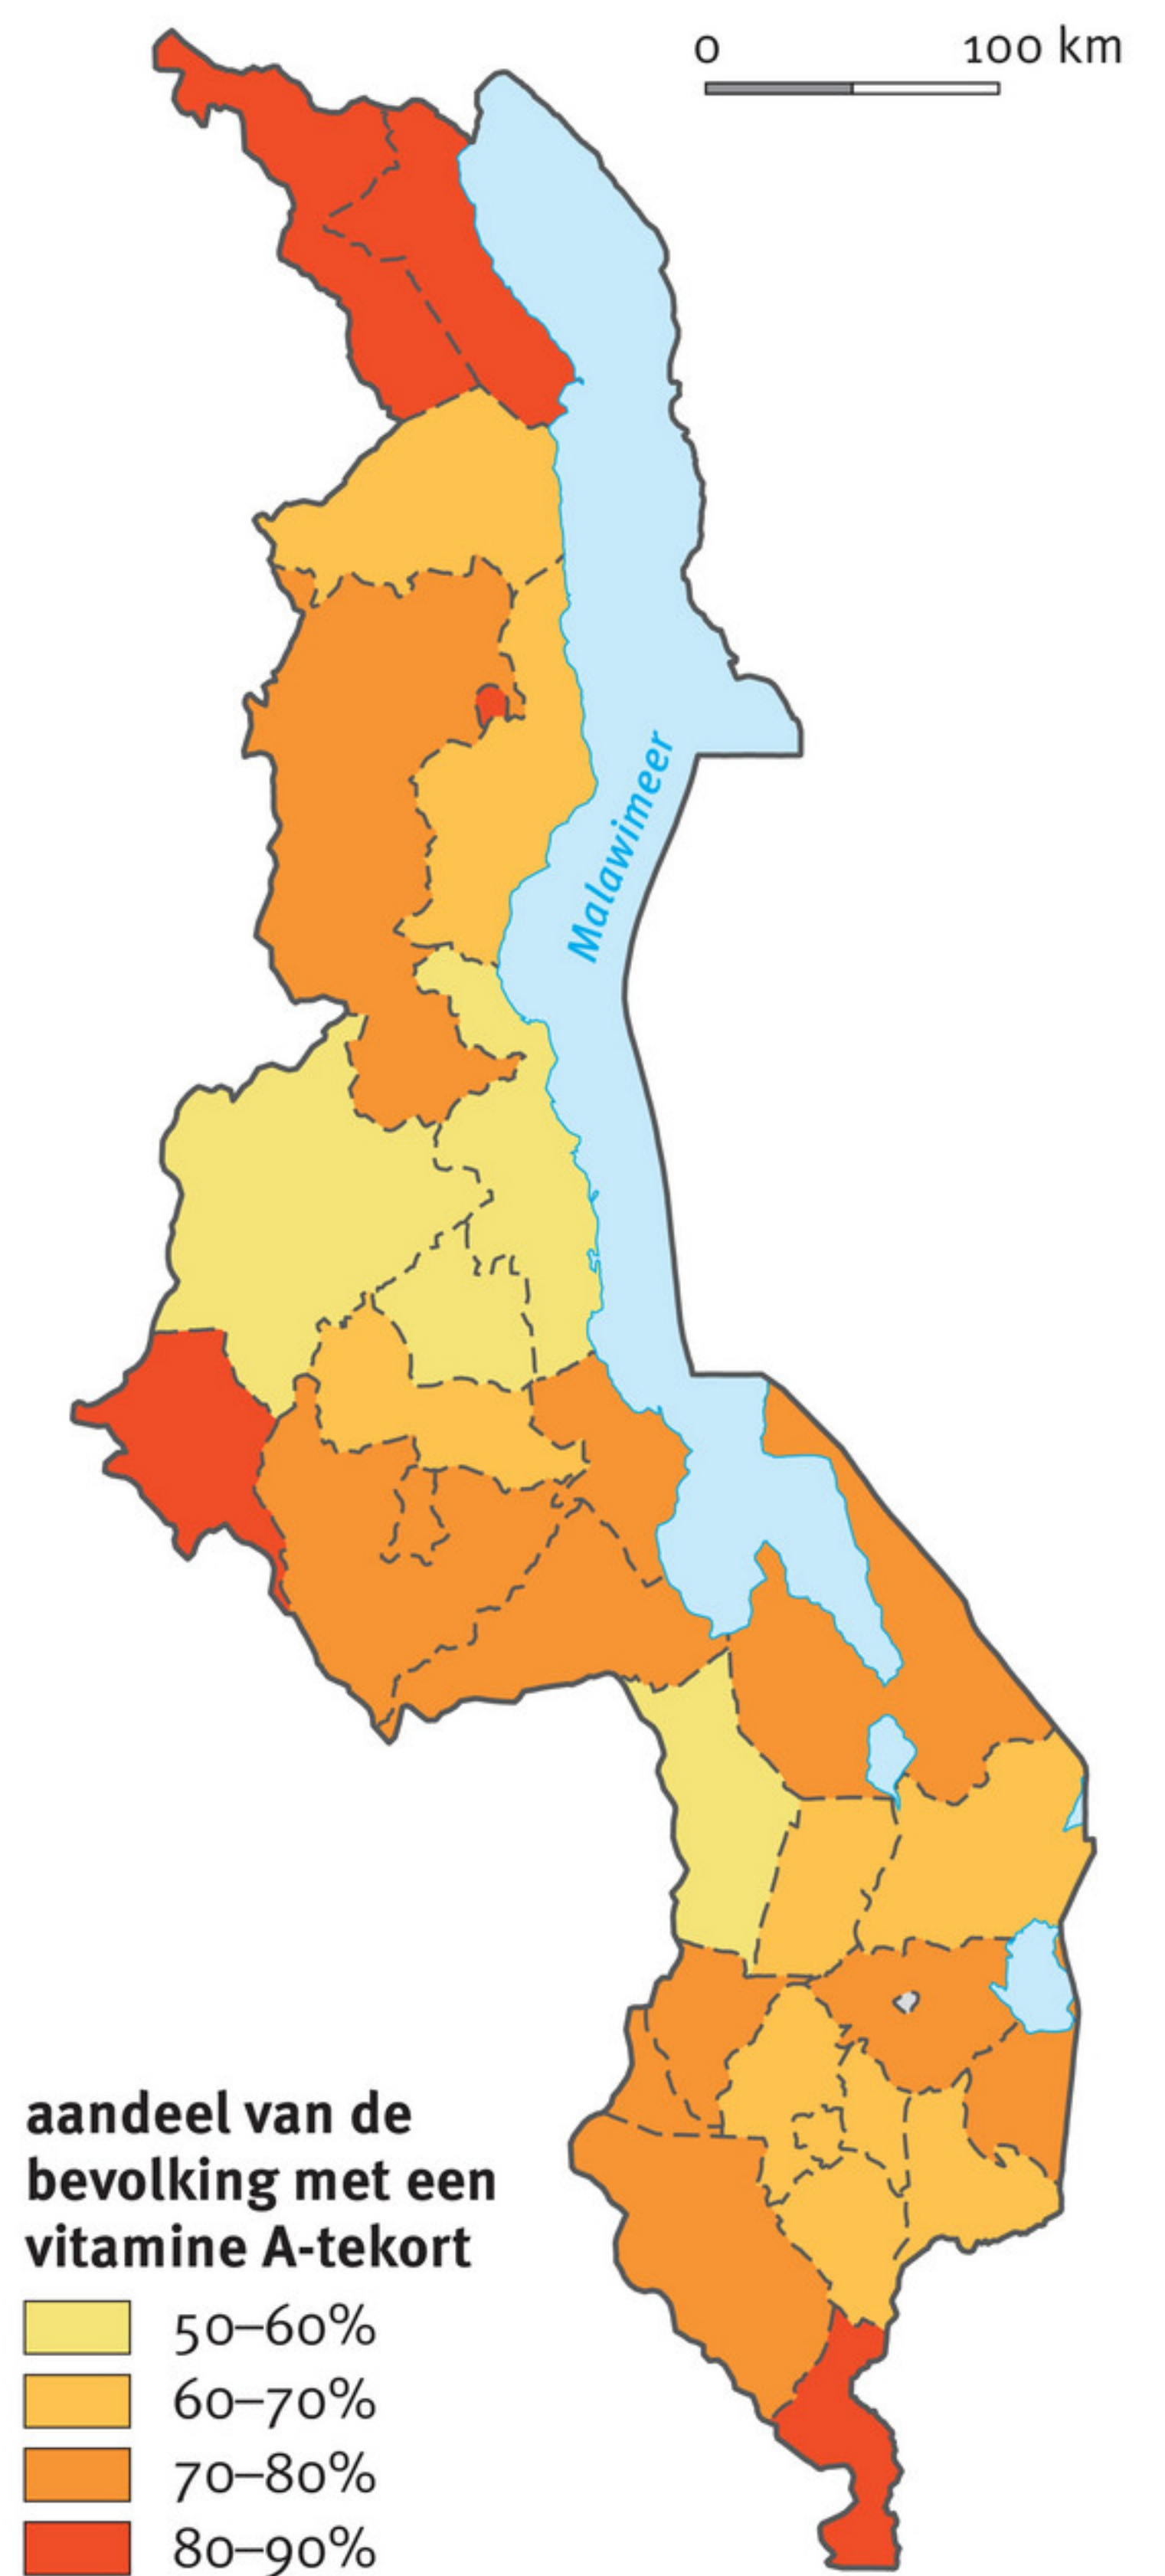 0 100 km
Malawimeer
aandeel van de
bevolking met een
vitamine A-tekort
50–60%
60–70%
70–80%
80–90%